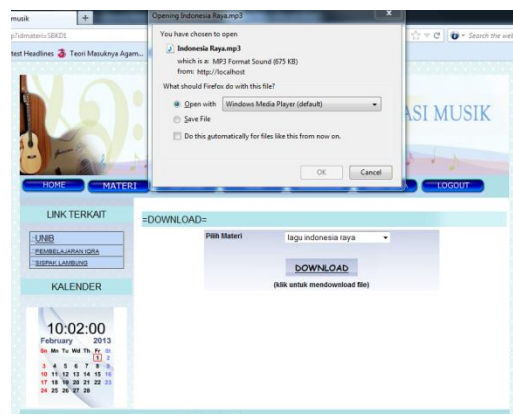 musik
Opening Indonesia Raya.mp3
x
p?idmateri=SBKD1
Search the web
test Headlines
Teori Masuknya Agam...
You have chosen to open
Indonesia Raya.mp3
which is a: MP3 Format Sound (675 KB)
from: http://localhost
What should Firefox do with this file?
Open with
Windows Media Player (default)
Save File
Do this automatically for files like this from now on.
OK
Cancel
ASI MUSIK
HOME
MATERI
LOGOUT
LINK TERKAIT
UNIB
PEMBELAJARAN IQRA
SISPAK LAMBUNG
KALENDER
=DOWNLOAD=
Pilih Materi
lagu indonesia raya
DOWNLOAD
(klik untuk mendownload file)
10:02:00
February 2013
Su Mo Tu Wd Th Fr St
1 2
3 4 5 6 7 8 9
10 11 12 13 14 15 16
17 18 19 20 21 22 23
24 25 26 27 28